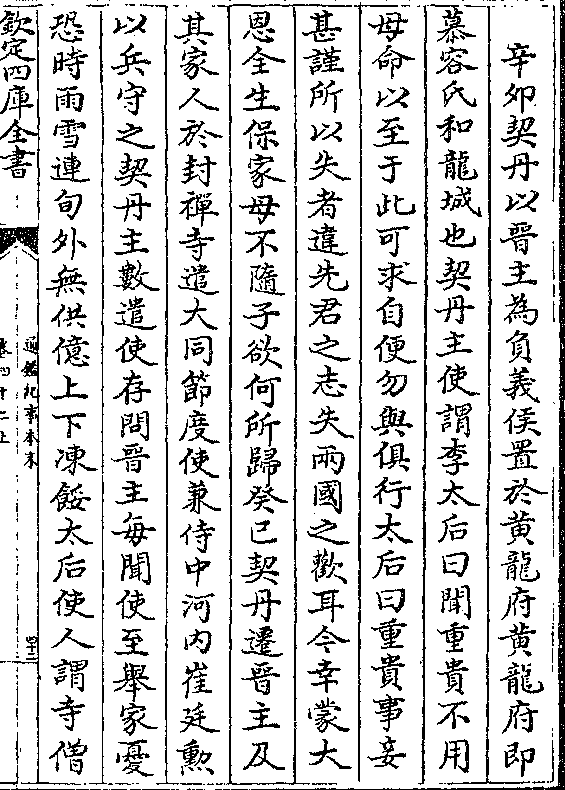 辛卯契丹以晉主為負義侯置於黄龍府黄龍府即
慕容氏和龍城也契丹主使謂李太后曰聞重貴不用
母命以至于此可求自便勿與俱行太后曰重貴事妾
甚謹所以失者違先君之志失兩國之歡耳今幸蒙大
恩全生保家母不隨子欲何所歸癸巳契丹遷晉主及
其家人於封禪寺遣大同節度使兼侍中河内崔廷勲
以兵守之契丹主數遣使存問晉主每聞使至舉家憂
恐時雨雪連旬外無供億上下凍餒太后使人謂寺僧
欽定四庫全書
通鑑紀事本末
卷四十二上
四十三